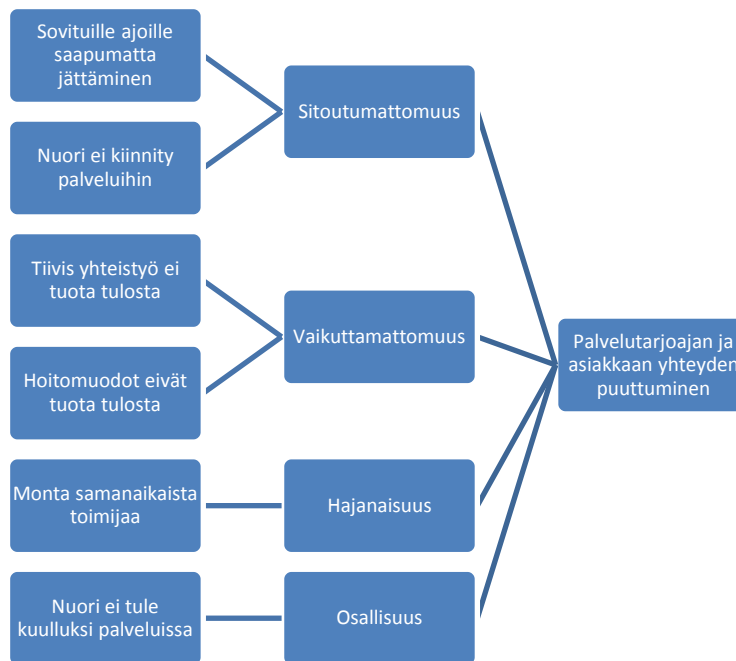 Sovituille ajoille
saapumatta
jättäminen
Nuori ei kiinnity
palveluihin
Tiivis yhteistyö ei
tuota tulosta
Hoitomuodot eivät
tuota tulosta
Monta samanaikaista
toimijaa
Nuori ei tule
kuulluksi palveluissa
Sitoutumattomuus
Vaikuttamattomuus
Hajanaisuus
Osallisuus
Palvelutarjoajan ja
asiakkaan yhteyden
puuttuminen